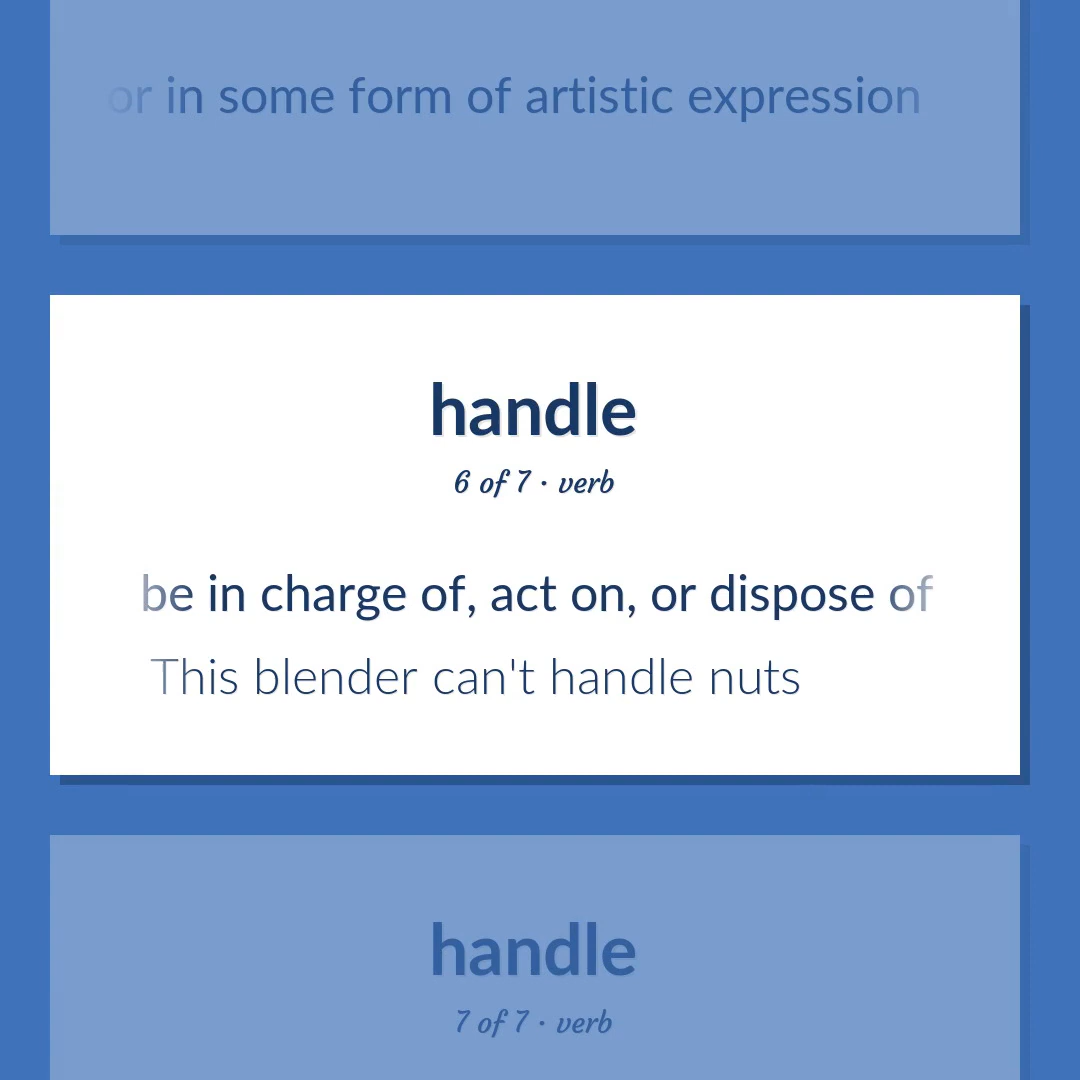 or in some form of artistic expression
handle
6 of 7 · verb
be in charge of, act on, or dispose of
This blender can't handle nuts
handle
7 of 7 · verb